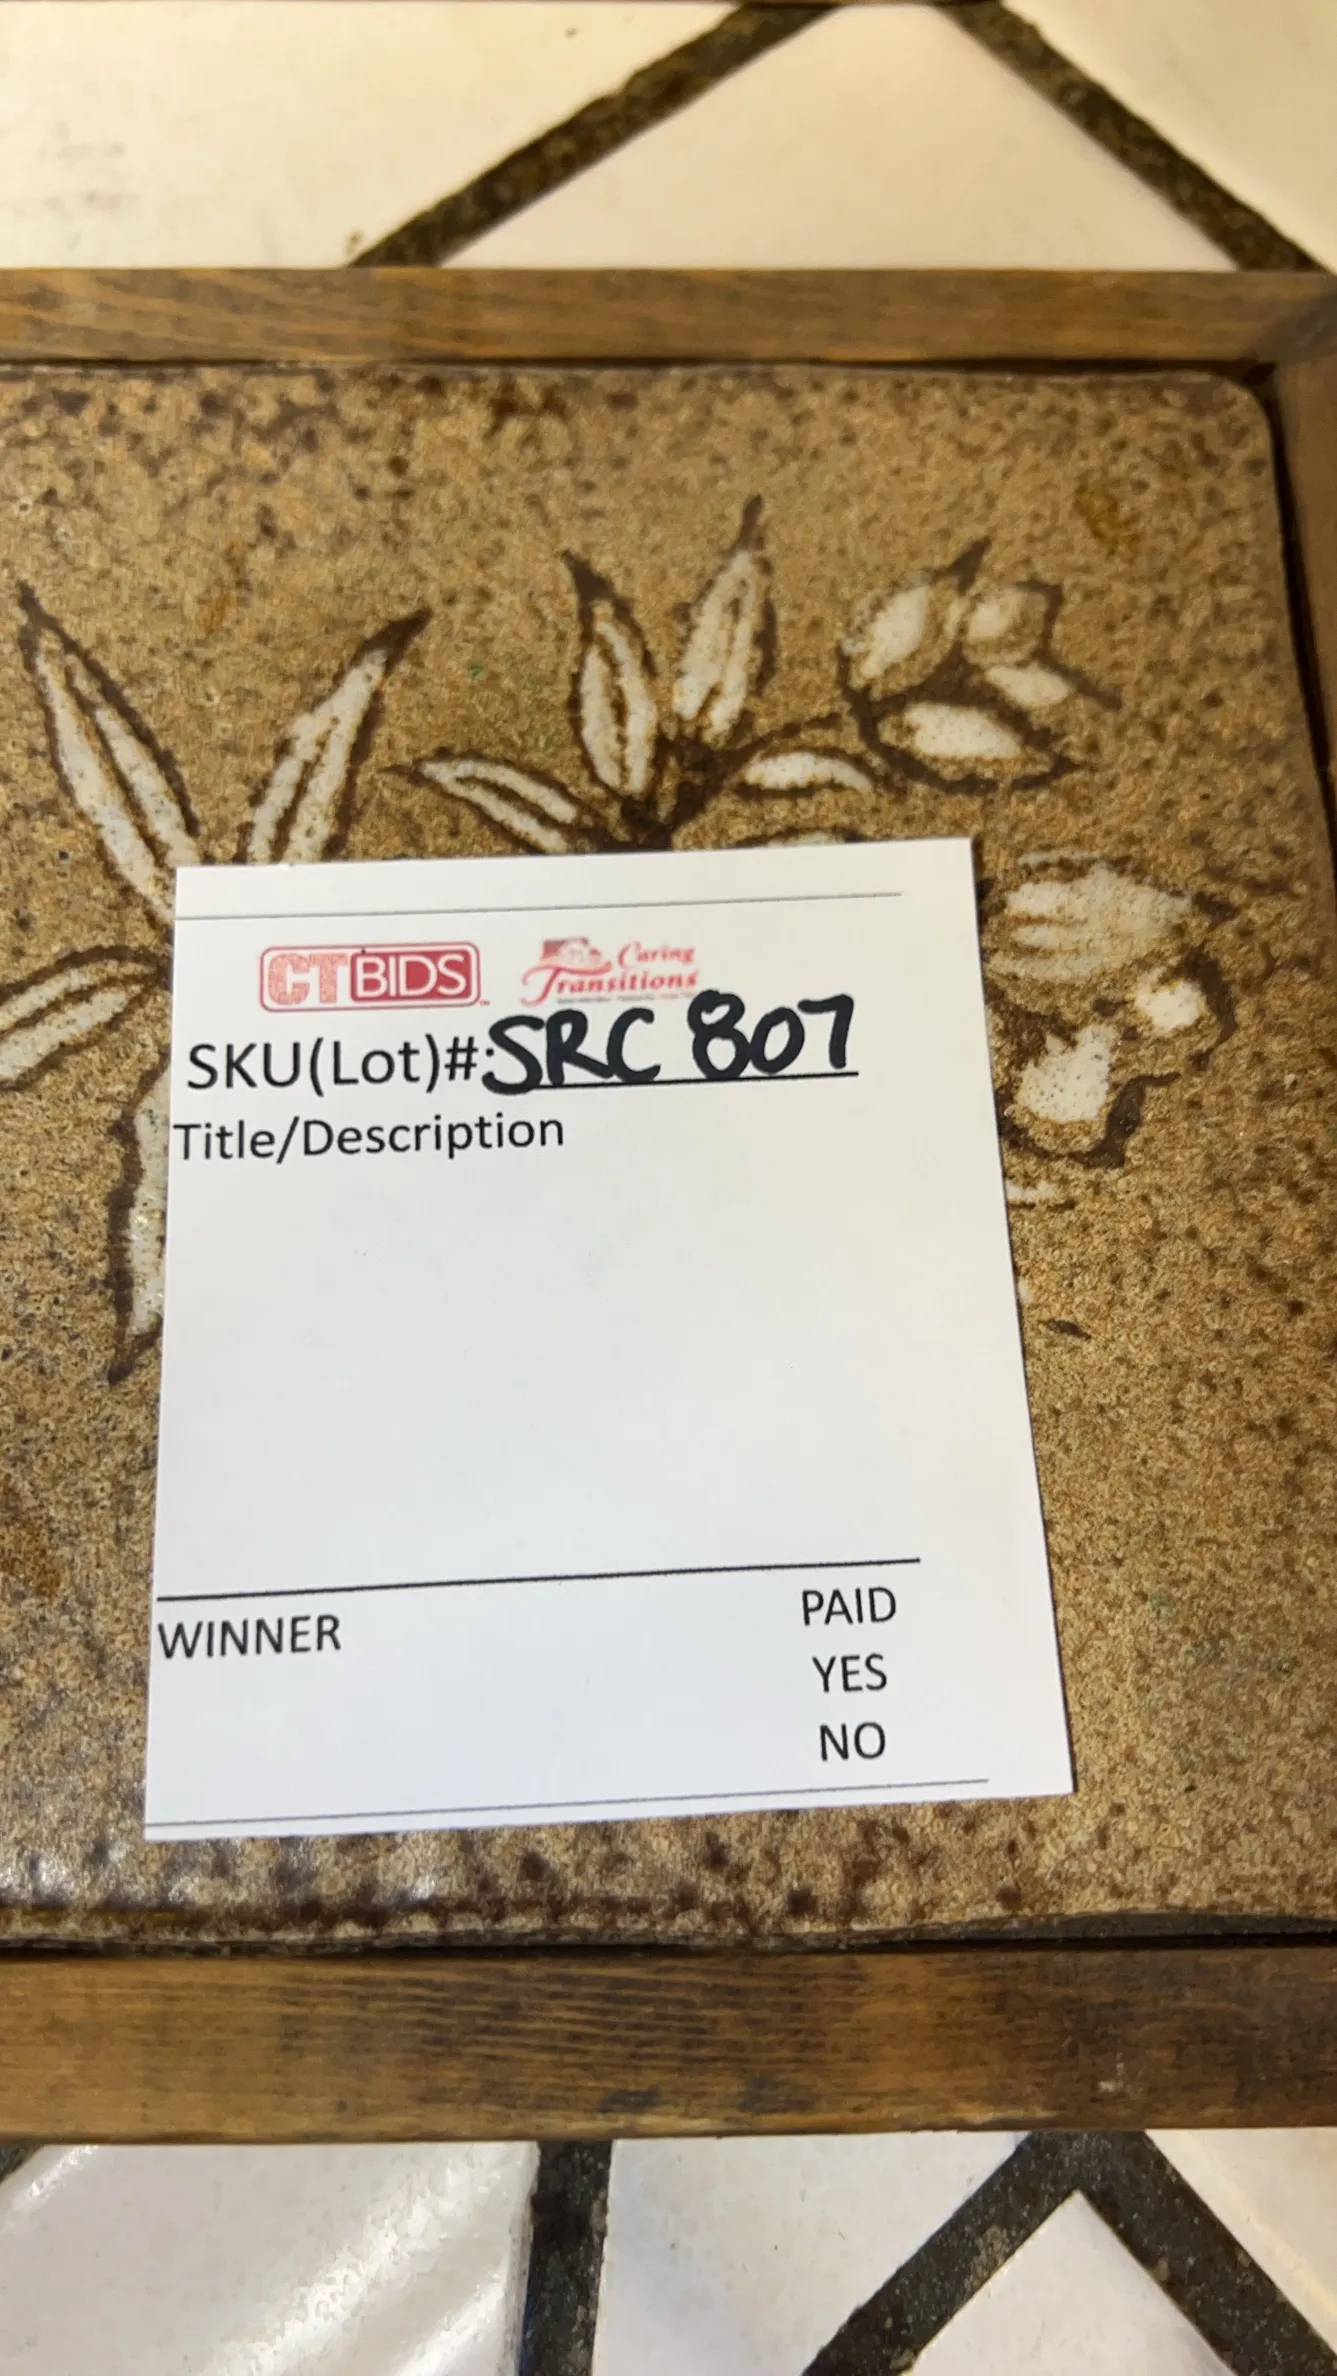 CTBIDS Caring Transitions
SKU(Lot)#: SRC 807
Title/Description
WINNER PAID
YES
NO